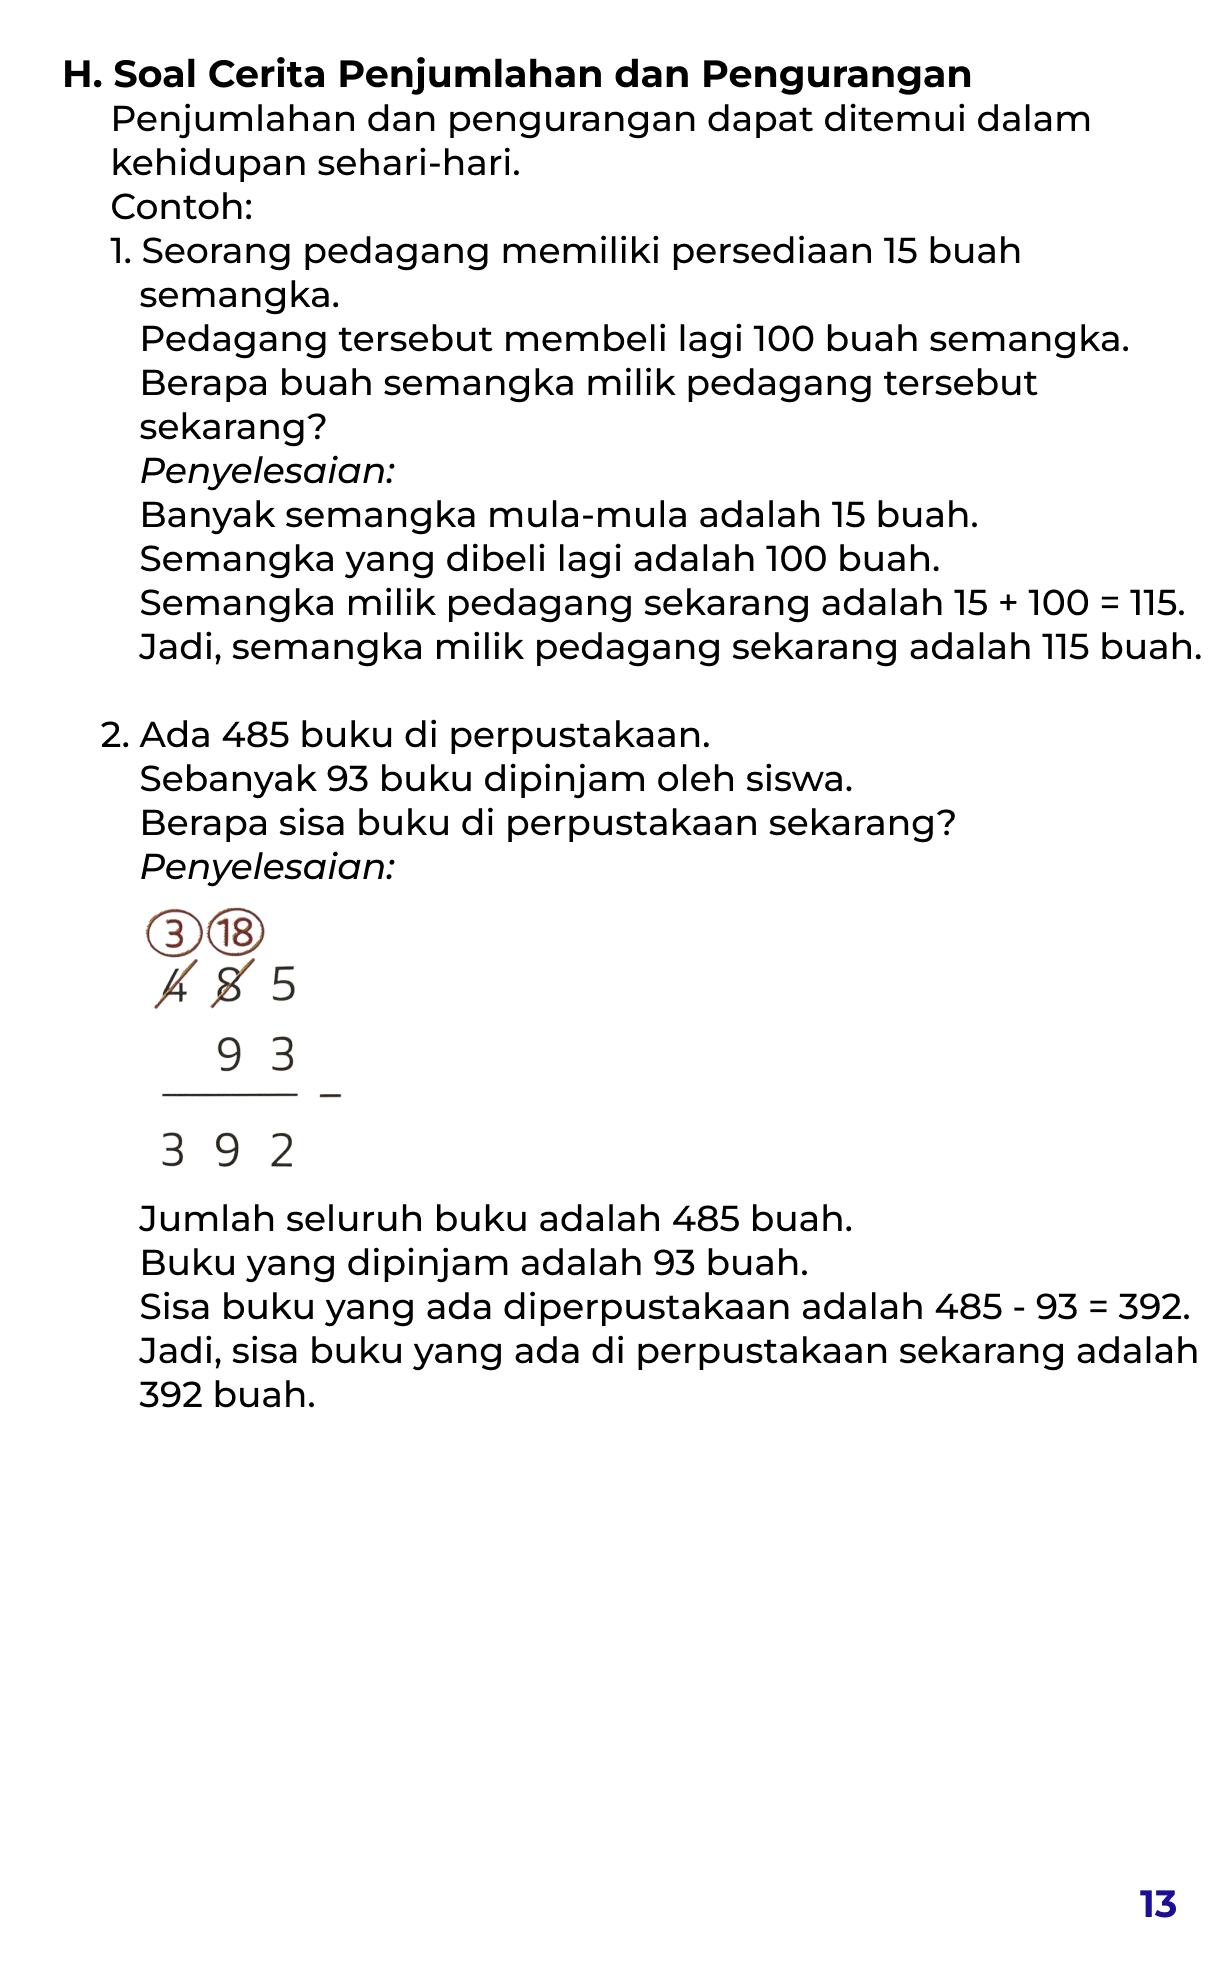 H. Soal Cerita Penjumlahan dan Pengurangan
Penjumlahan dan pengurangan dapat ditemui dalam
kehidupan sehari-hari.
Contoh:
1. Seorang pedagang memiliki persediaan 15 buah
semangka.
Pedagang tersebut membeli lagi 100 buah semangka.
Berapa buah semangka milik pedagang tersebut
sekarang?
Penyelesaian:
Banyak semangka mula-mula adalah 15 buah.
Semangka yang dibeli lagi adalah 100 buah.
Semangka milik pedagang sekarang adalah 15 + 100 = 115.
Jadi, semangka milik pedagang sekarang adalah 115 buah.
2. Ada 485 buku di perpustakaan.
Sebanyak 93 buku dipinjam oleh siswa.
Berapa sisa buku di perpustakaan sekarang?
Penyelesaian:
3 18
4 8 5
9 3
–
3 9 2
Jumlah seluruh buku adalah 485 buah.
Buku yang dipinjam adalah 93 buah.
Sisa buku yang ada diperpustakaan adalah 485 - 93 = 392.
Jadi, sisa buku yang ada di perpustakaan sekarang adalah
392 buah.
13